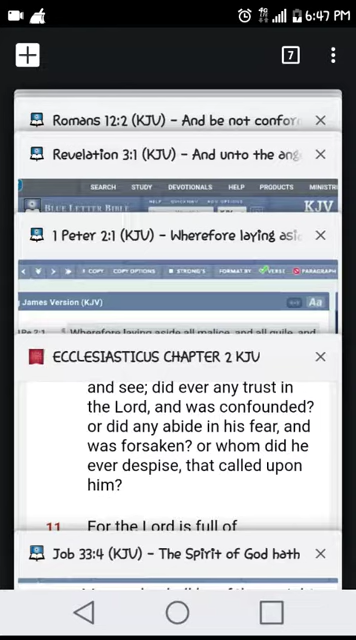 6:47 PM
7
Romans 12:2 (KJV) - And be not confor
Revelation 3:1 (KJV) - And unto the ang
SEARCH STUDY DEVOTIONALS HELP PRODUCTS MINISTRI
BLUE LETTER BIBLE
KJV
1 Peter 2:1 (KJV) - Wherefore laying asi
COPY COPY OPTIONS STRONG'S FORMAT BY VERSE PARAGRAPH
James Version (KJV) Aa
Wherefore laying aside all malice, and all guile, and
ECCLESIASTICUS CHAPTER 2 KJV
and see; did ever any trust in
the Lord, and was confounded?
or did any abide in his fear, and
was forsaken? or whom did he
ever despise, that called upon
him?
11 For the Lord is full of
Job 33:4 (KJV) - The Spirit of God hath